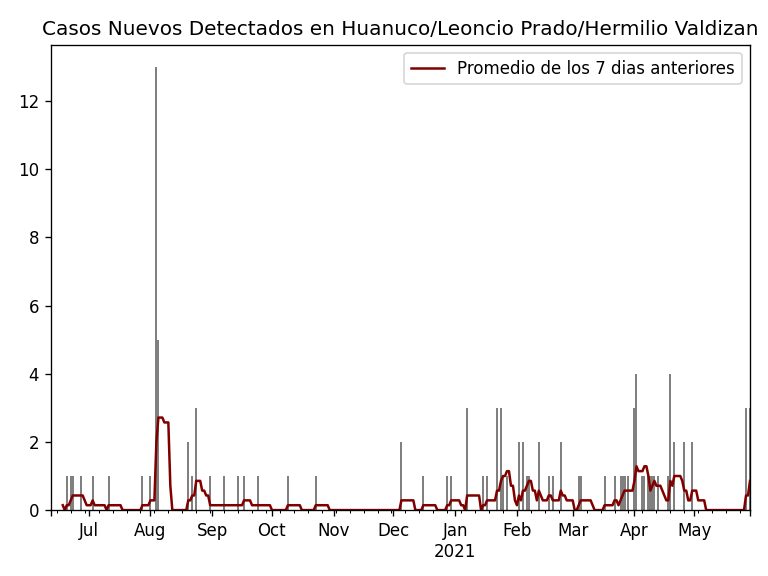 Casos Nuevos Detectados en Huanuco/Leoncio Prado/Hermilio Valdizan
Promedio de los 7 dias anteriores
12
10
8
6
4
2
0
Jul Aug Sep Oct Nov Dec Jan Feb Mar Apr May
2021